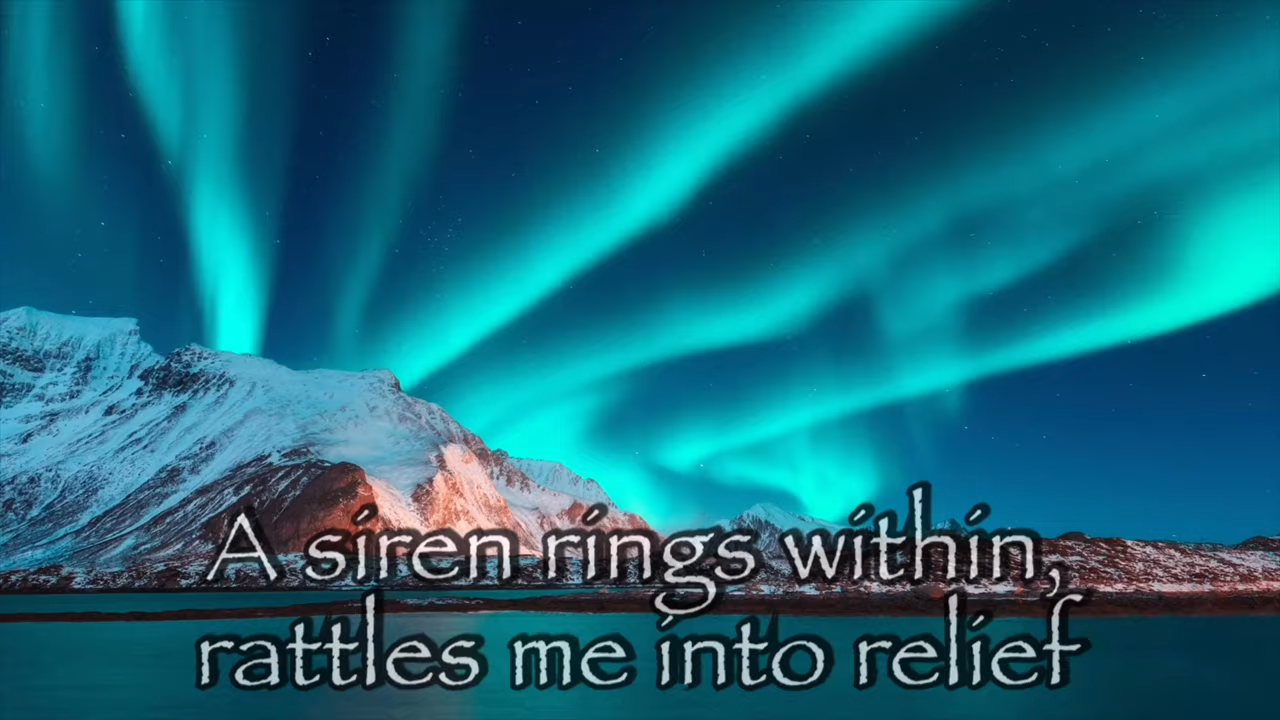 A siren rings within,
rattles me into relief